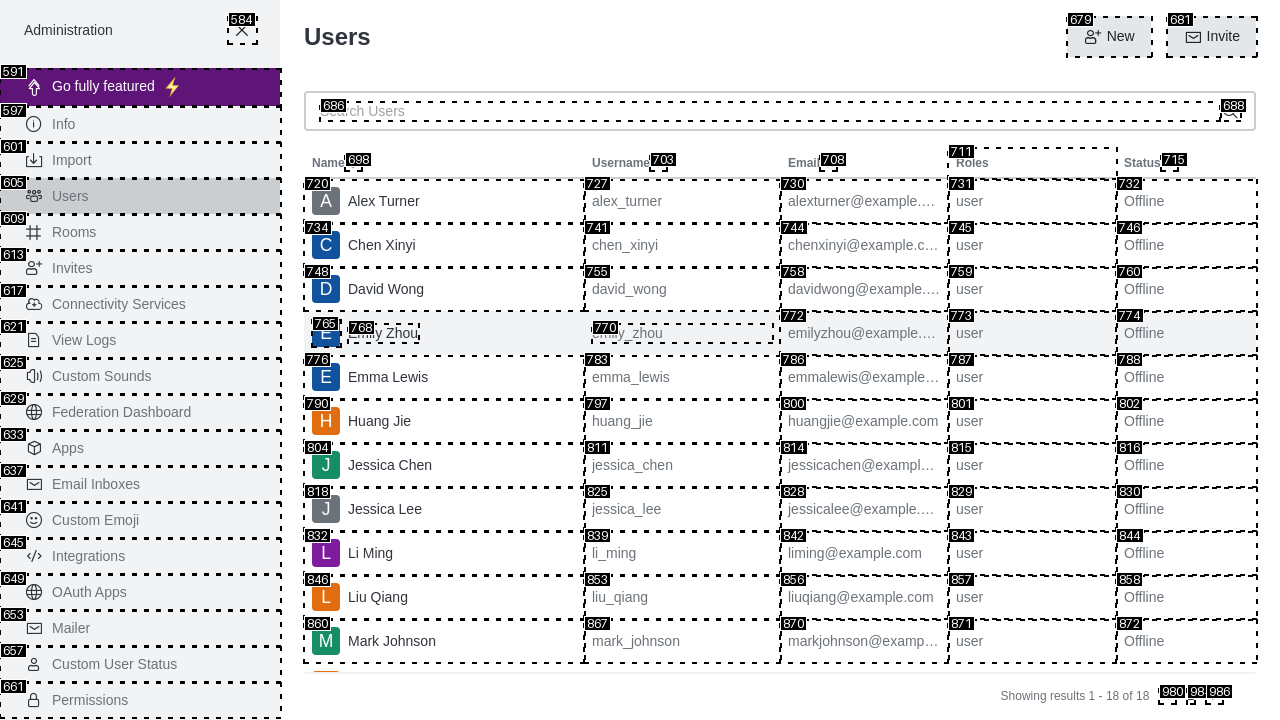 Administration
584
591 Go fully featured ⚡
597 Info
601 Import
605 Users
609 Rooms
613 Invites
617 Connectivity Services
621 View Logs
625 Custom Sounds
629 Federation Dashboard
633 Apps
637 Email Inboxes
641 Custom Emoji
645 Integrations
649 OAuth Apps
653 Mailer
657 Custom User Status
661 Permissions
Users
679 New
681 Invite
686 Search Users 688
Name 698 Username 703 Email 708 711 Roles Status 715
720 A Alex Turner 727 alex_turner 730 alexturner@example.… 731 user 732 Offline
734 C Chen Xinyi 741 chen_xinyi 744 chenxinyi@example.c… 745 user 746 Offline
748 D David Wong 755 david_wong 758 davidwong@example.… 759 user 760 Offline
765 E 768 Emily Zhou 770 emily_zhou 772 emilyzhou@example.… 773 user 774 Offline
776 E Emma Lewis 783 emma_lewis 786 emmalewis@example… 787 user 788 Offline
790 H Huang Jie 797 huang_jie 800 huangjie@example.com 801 user 802 Offline
804 J Jessica Chen 811 jessica_chen 814 jessicachen@exampl… 815 user 816 Offline
818 J Jessica Lee 825 jessica_lee 828 jessicalee@example.… 829 user 830 Offline
832 L Li Ming 839 li_ming 842 liming@example.com 843 user 844 Offline
846 L Liu Qiang 853 liu_qiang 856 liuqiang@example.com 857 user 858 Offline
860 M Mark Johnson 867 mark_johnson 870 markjohnson@examp… 871 user 872 Offline
Showing results 1 - 18 of 18 980 98 986